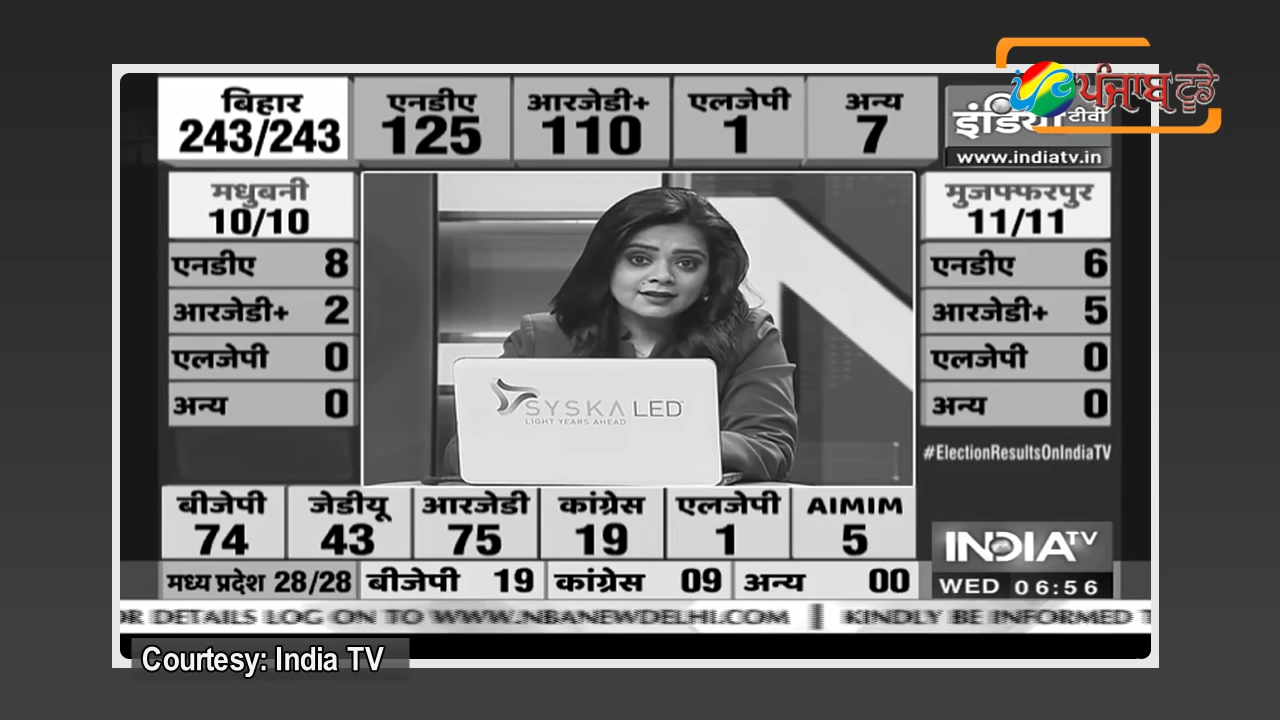 ਪੰਜਾਬ ਟੂਡੇ
बिहार
243/243
एनडीए
125
आरजेडी+
110
एलजेपी
1
अन्य
7
इंडिया टीवी
www.indiatv.in
मधुबनी
10/10
एनडीए 8
आरजेडी+ 2
एलजेपी 0
अन्य 0
SYSKA LED
LIGHT YEARS AHEAD
मुजफ्फरपुर
11/11
एनडीए 6
आरजेडी+ 5
एलजेपी 0
अन्य 0
#ElectionResultsOnIndiaTV
बीजेपी
74
जेडीयू
43
आरजेडी
75
कांग्रेस
19
एलजेपी
1
AIMIM
5
INDIA TV
WED 06:56
मध्य प्रदेश 28/28 बीजेपी 19 कांग्रेस 09 अन्य 00
OR DETAILS LOG ON TO WWW.NBANEWDELHI.COM || KINDLY BE INFORMED T
Courtesy: India TV